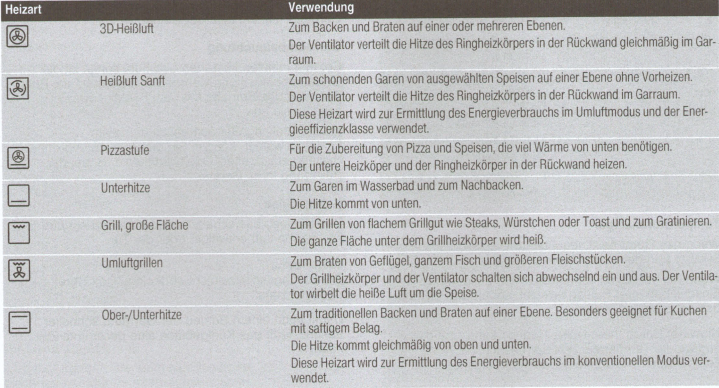 Heizart Verwendung
3D-Heißluft Zum Backen und Braten auf einer oder mehreren Ebenen.
Der Ventilator verteilt die Hitze des Ringheizkörpers in der Rückwand gleichmäßig im Gar-
raum.
Heißluft Sanft Zum schonenden Garen von ausgewählten Speisen auf einer Ebene ohne Vorheizen.
Der Ventilator verteilt die Hitze des Ringheizkörpers in der Rückwand im Garraum.
Diese Heizart wird zur Ermittlung des Energieverbrauchs im Umluftmodus und der Ener-
gieeffizienzklasse verwendet.
Pizzastufe Für die Zubereitung von Pizza und Speisen, die viel Wärme von unten benötigen.
Der untere Heizköper und der Ringheizkörper in der Rückwand heizen.
Unterhitze Zum Garen im Wasserbad und zum Nachbacken.
Die Hitze kommt von unten.
Grill, große Fläche Zum Grillen von flachem Grillgut wie Steaks, Würstchen oder Toast und zum Gratinieren.
Die ganze Fläche unter dem Grillheizkörper wird heiß.
Umluftgrillen Zum Braten von Geflügel, ganzem Fisch und größeren Fleischstücken.
Der Grillheizkörper und der Ventilator schalten sich abwechselnd ein und aus. Der Ventila-
tor wirbelt die heiße Luft um die Speise.
Ober-/Unterhitze Zum traditionellen Backen und Braten auf einer Ebene. Besonders geeignet für Kuchen
mit saftigem Belag.
Die Hitze kommt gleichmäßig von oben und unten.
Diese Heizart wird zur Ermittlung des Energieverbrauchs im konventionellen Modus ver-
wendet.